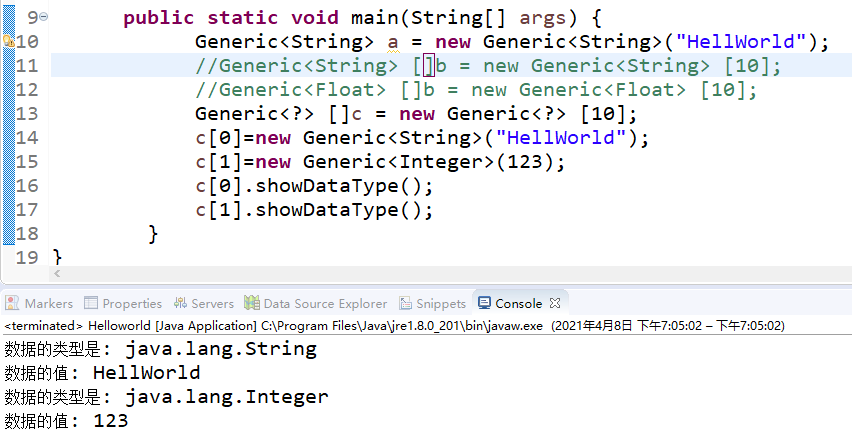 9 public static void main(String[] args) {
10 Generic<String> a = new Generic<String>("HellWorld");
11 //Generic<String> []b = new Generic<String> [10];
12 //Generic<Float> []b = new Generic<Float> [10];
13 Generic<?> []c = new Generic<?> [10];
14 c[0]=new Generic<String>("HellWorld");
15 c[1]=new Generic<Integer>(123);
16 c[0].showDataType();
17 c[1].showDataType();
18 }
19 }
Markers Properties Servers Data Source Explorer Snippets Console
<terminated> Helloworld [Java Application] C:\Program Files\Java\jre1.8.0_201\bin\javaw.exe (2021年4月8日 下午7:05:02 – 下午7:05:02)
数据的类型是: java.lang.String
数据的值: HellWorld
数据的类型是: java.lang.Integer
数据的值: 123